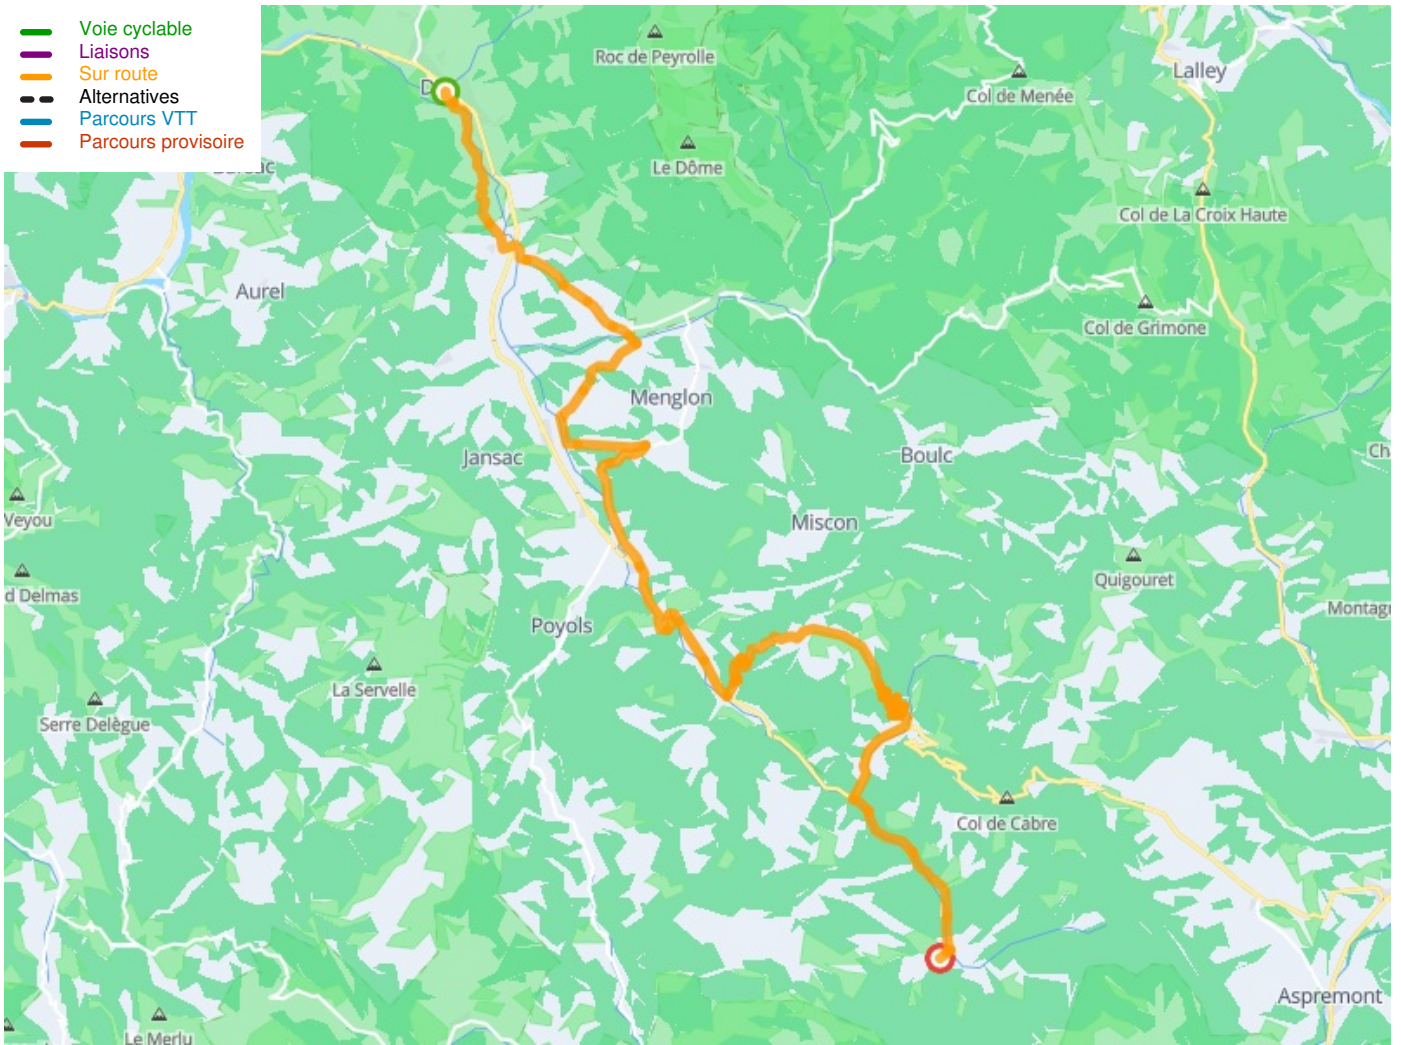 Voie cyclable
Liaisons
Sur route
Alternatives
Parcours VTT
Parcours provisoire
Roc de Peyrolle
Lalley
Col de Menée
Le Dôme
Col de La Croix Haute
Aurel
Col de Grimone
Menglon
Jansac
Boulc
Ch
Veyou
Miscon
Quigouret
d Delmas
Montagn
Poyols
La Servelle
Serre Delègue
Col de Cabre
Aspremont
Le Merlu